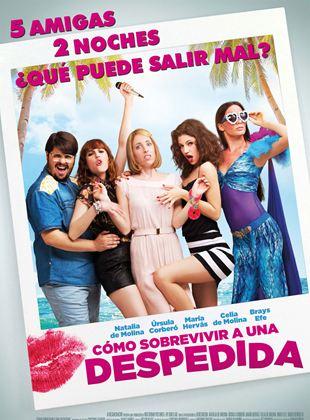 5 AMIGAS
2 NOCHES
¿QUÉ PUEDE SALIR MAL?
Natalia de Molina Úrsula Corberó María Hervás Celia de Molina Brays Efe
CÓMO SOBREVIVIR A UNA
DESPEDIDA